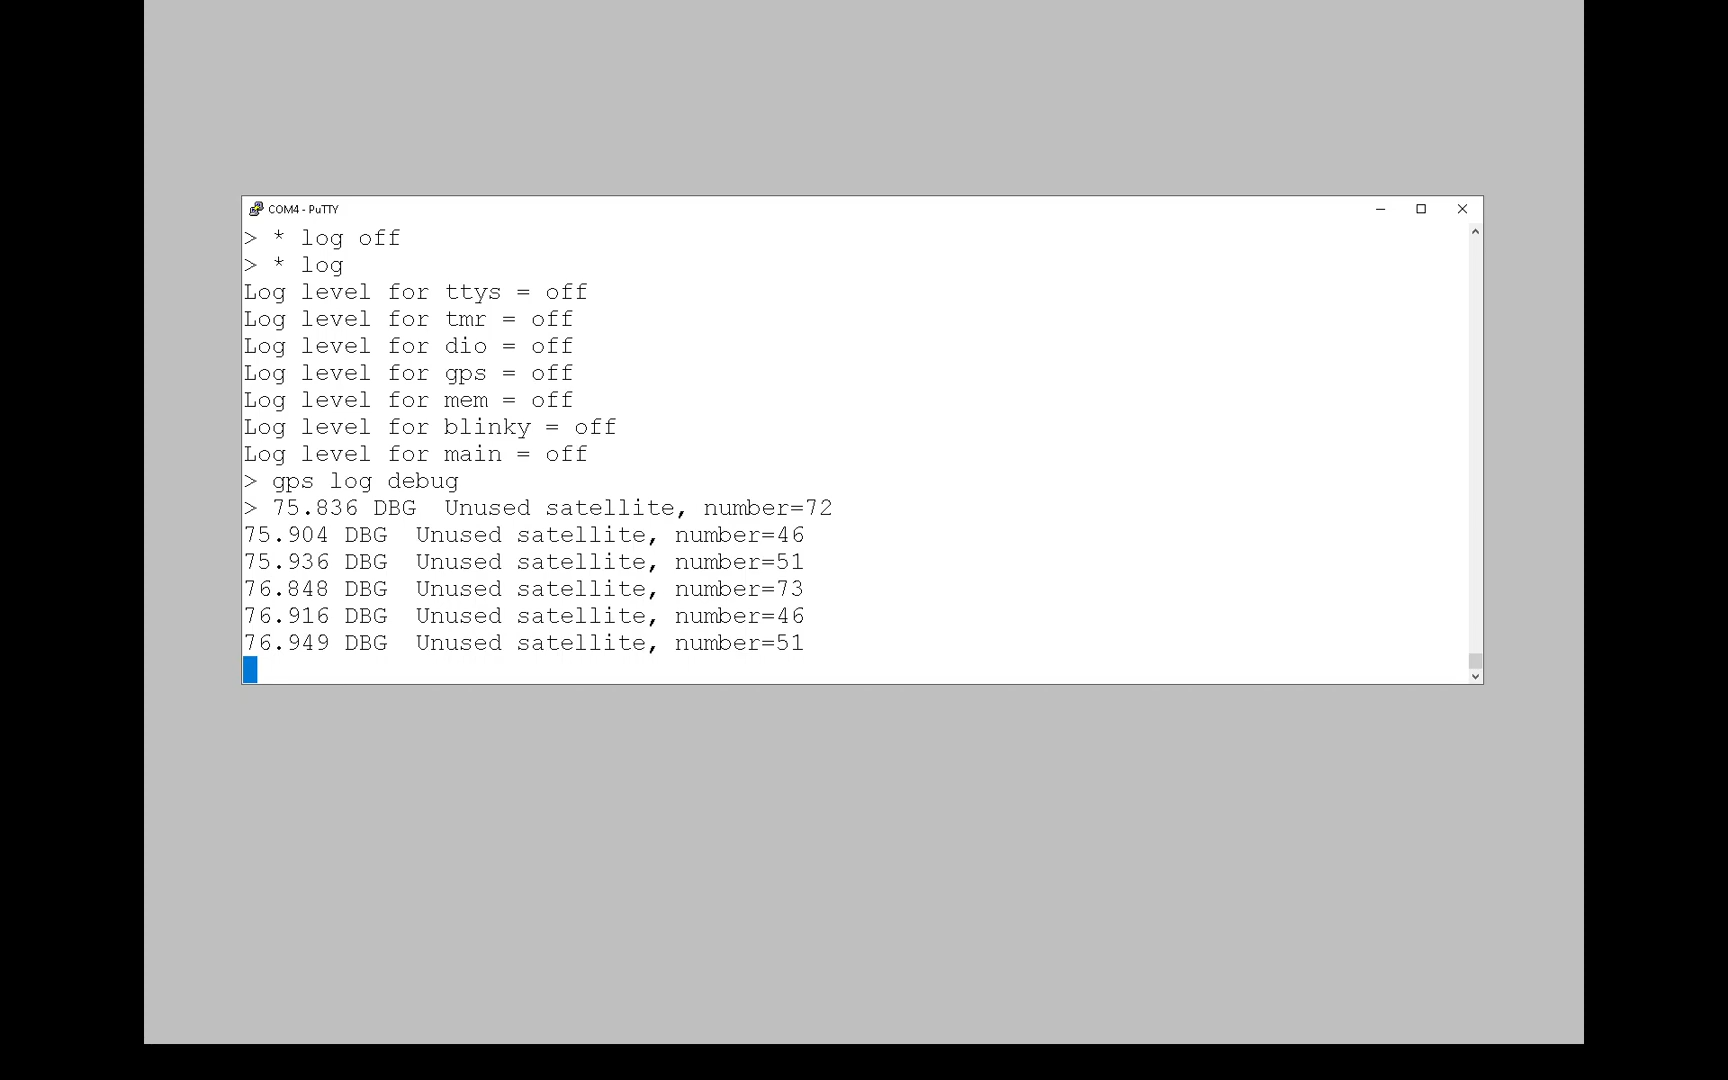 COM4 - PuTTY
> * log off
> * log
Log level for ttys = off
Log level for tmr = off
Log level for dio = off
Log level for gps = off
Log level for mem = off
Log level for blinky = off
Log level for main = off
> gps log debug
> 75.836 DBG  Unused satellite, number=72
75.904 DBG  Unused satellite, number=46
75.936 DBG  Unused satellite, number=51
76.848 DBG  Unused satellite, number=73
76.916 DBG  Unused satellite, number=46
76.949 DBG  Unused satellite, number=51